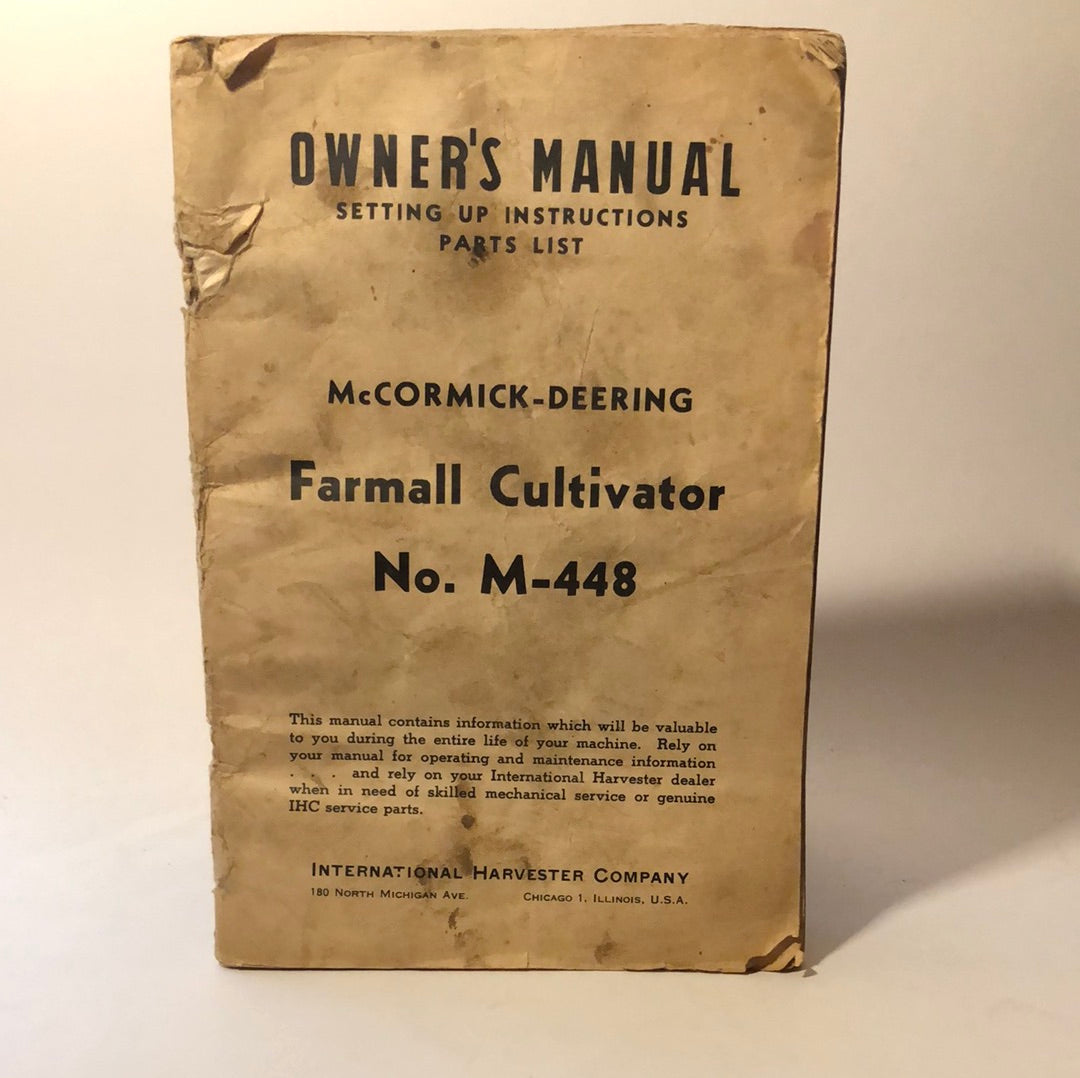 OWNER'S MANUAL
SETTING UP INSTRUCTIONS
PARTS LIST
McCORMICK-DEERING
Farmall Cultivator
No. M-448
This manual contains information which will be valuable
to you during the entire life of your machine. Rely on
your manual for operating and maintenance information
. . . . and rely on your International Harvester dealer
when in need of skilled mechanical service or genuine
IHC service parts.
INTERNATIONAL HARVESTER COMPANY
180 NORTH MICHIGAN AVE. CHICAGO 1, ILLINOIS, U.S.A.